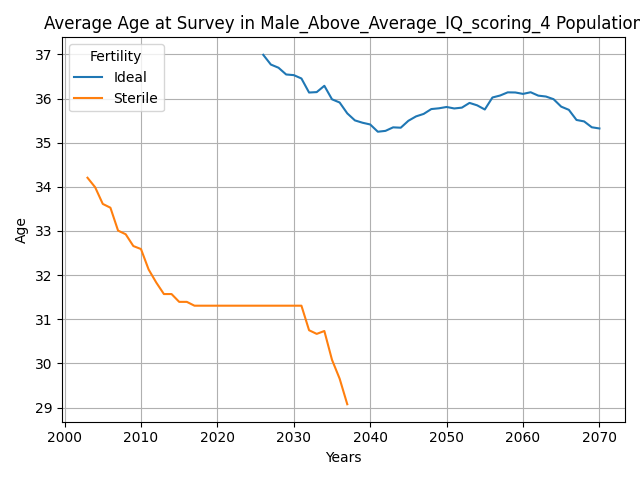 Average Age at Survey in Male_Above_Average_IQ_scoring_4 Population
Fertility
Ideal
Sterile
37
36
35
34
33
32
31
30
29
Age
2000 2010 2020 2030 2040 2050 2060 2070
Years